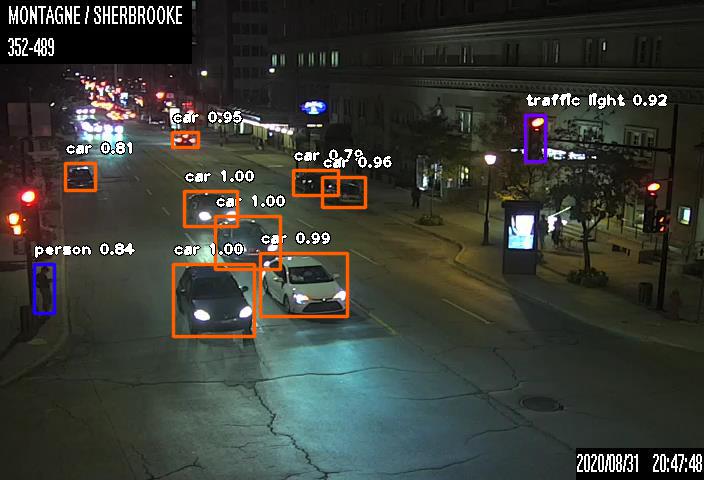 MONTAGNE / SHERBROOKE
352-489
traffic light 0.92
car 0.95
car 0.81
car 0.79
car 0.96
car 1.00
car 1.00
person 0.84
car 1.00
car 0.99
2020/08/31 20:47:48